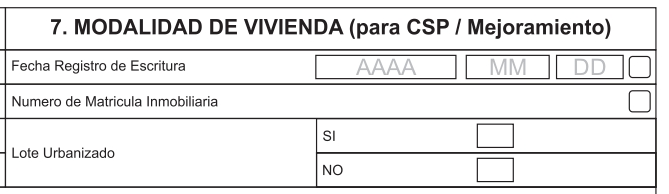 7. MODALIDAD DE VIVIENDA (para CSP / Mejoramiento)
Fecha Registro de Escritura AAAA MM DD
Numero de Matricula Inmobiliaria
Lote Urbanizado
SI
NO